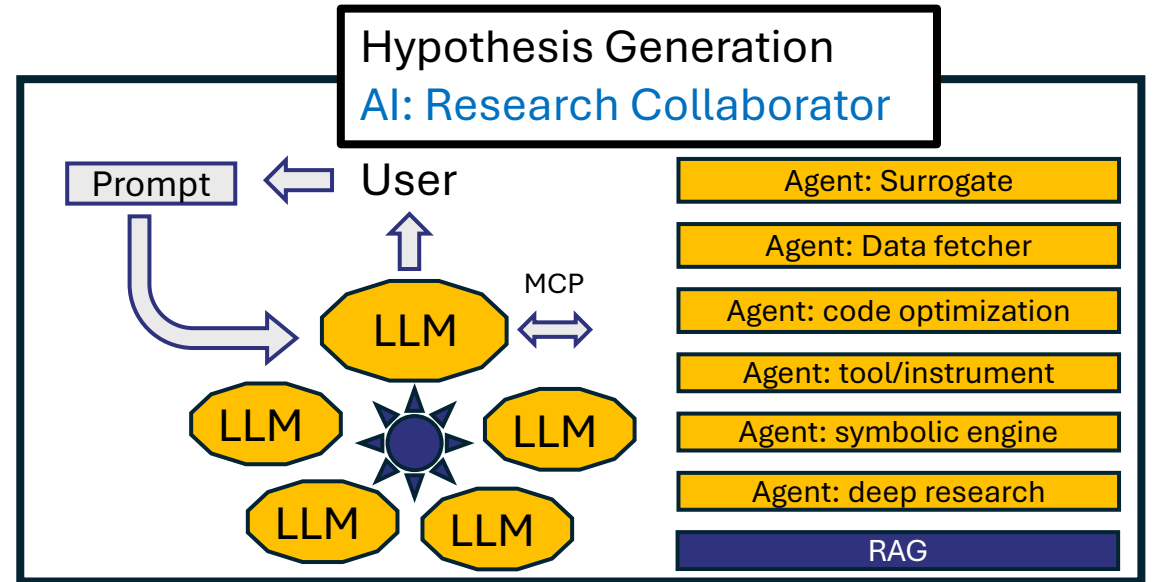 Hypothesis Generation
AI: Research Collaborator
Prompt
User
MCP
LLM
LLM
LLM
LLM
LLM
Agent: Surrogate
Agent: Data fetcher
Agent: code optimization
Agent: tool/instrument
Agent: symbolic engine
Agent: deep research
RAG